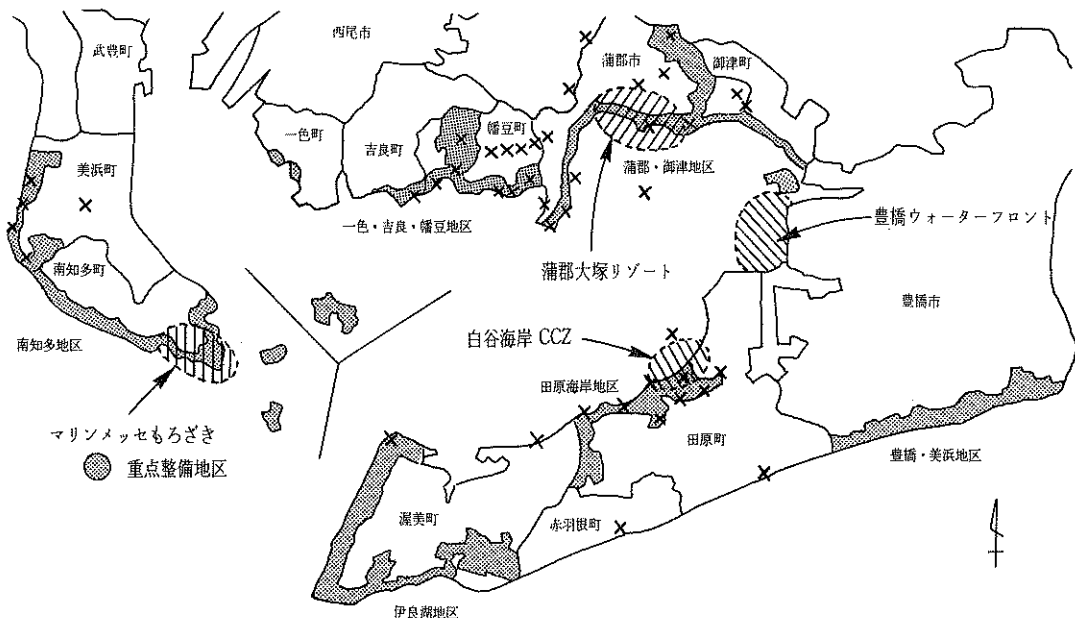 武豊町
西尾市
蒲郡市
御津町
一色町
吉良町
幡豆町
美浜町
蒲郡・御津地区
一色・吉良・幡豆地区
豊橋ウォーターフロント
南知多町
蒲郡大塚リゾート
豊橋市
白谷海岸 CCZ
南知多地区
田原海岸地区
マリンメッセもろざき
田原町
重点整備地区
豊橋・美浜地区
渥美町
赤羽根町
伊良湖地区